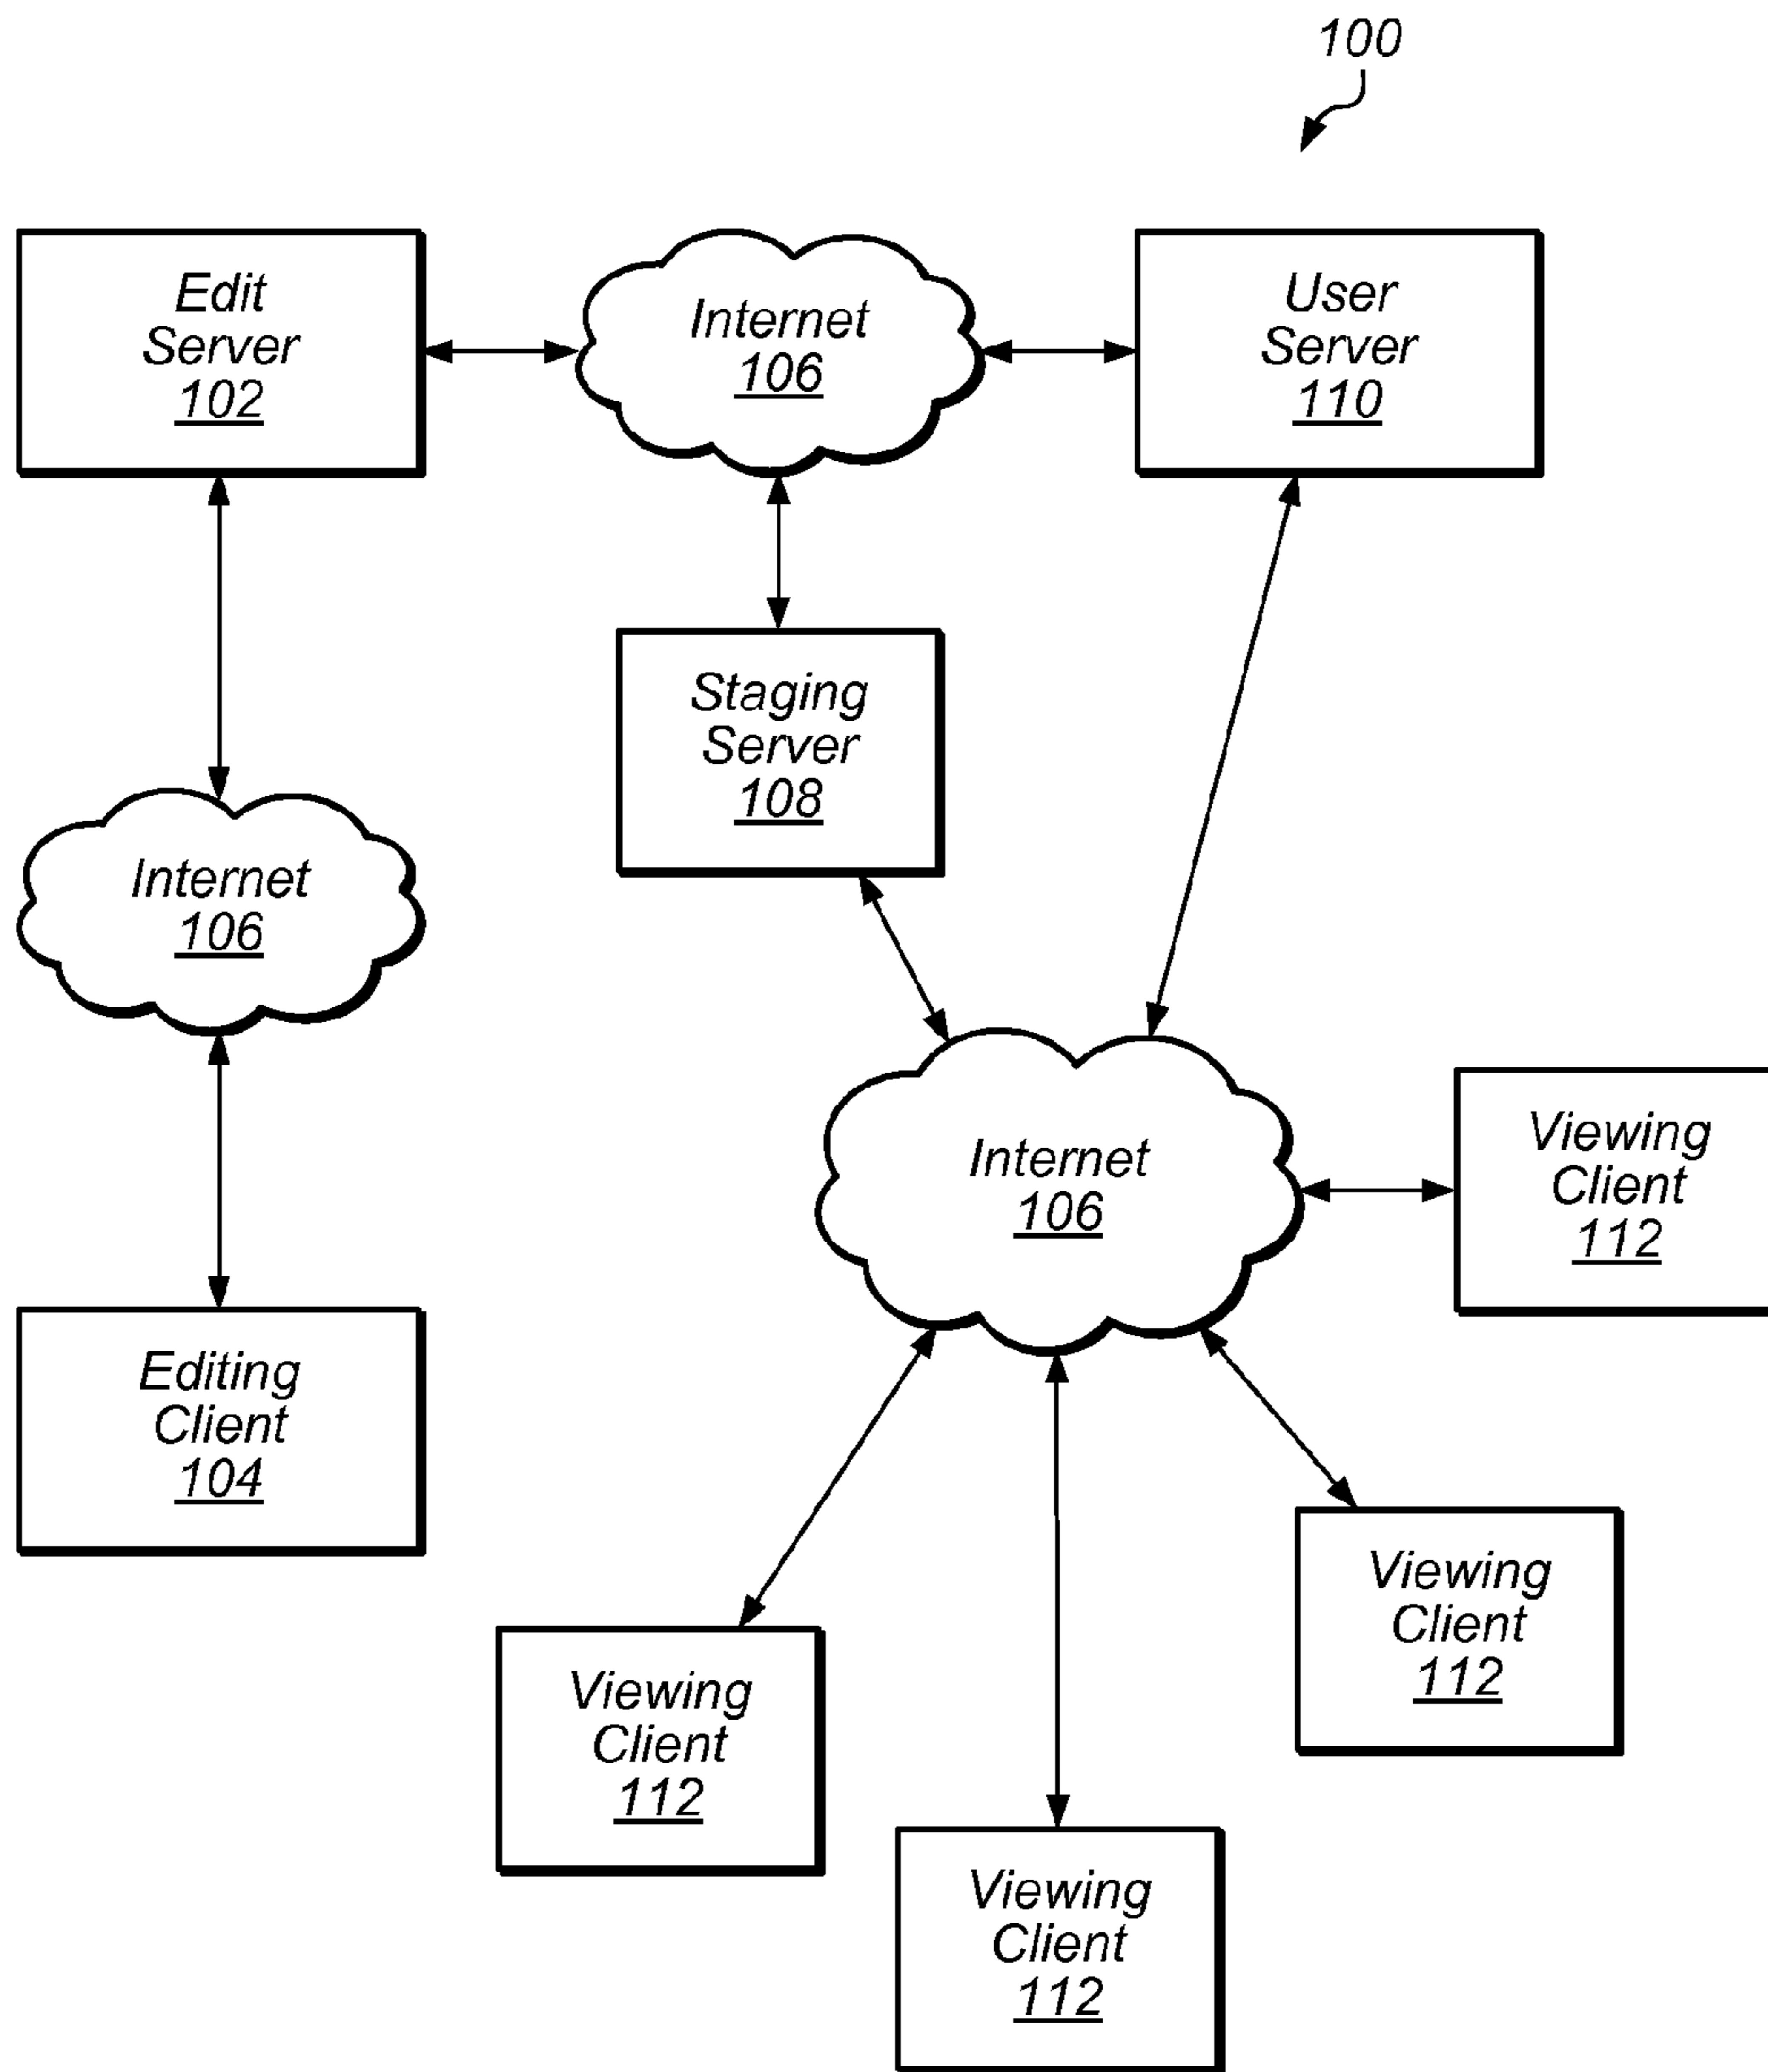 100
Edit
Server
102
Internet
106
User
Server
110
Staging
Server
108
Internet
106
Internet
106
Viewing
Client
112
Editing
Client
104
Viewing
Client
112
Viewing
Client
112
Viewing
Client
112